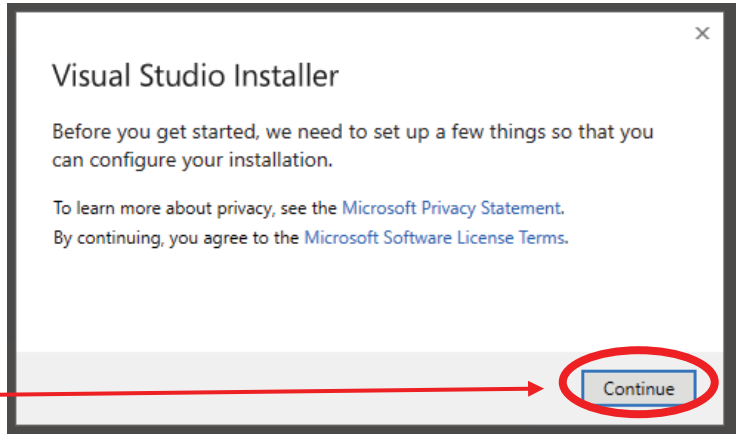 Visual Studio Installer
Before you get started, we need to set up a few things so that you
can configure your installation.
To learn more about privacy, see the Microsoft Privacy Statement.
By continuing, you agree to the Microsoft Software License Terms.
Continue